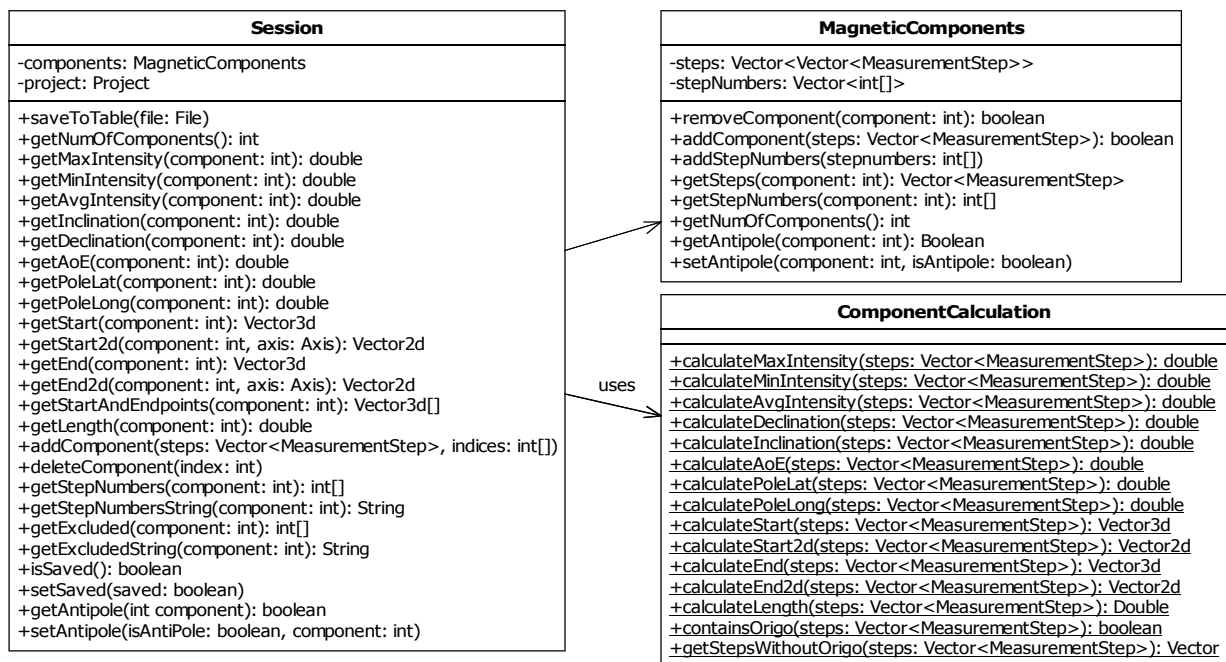 Session
-components: MagneticComponents
-project: Project
+saveToTable(file: File)
+getNumOfComponents(): int
+getMaxIntensity(component: int): double
+getMinIntensity(component: int): double
+getAvgIntensity(component: int): double
+getInclination(component: int): double
+getDeclination(component: int): double
+getAoE(component: int): double
+getPoleLat(component: int): double
+getPoleLong(component: int): double
+getStart(component: int): Vector3d
+getStart2d(component: int, axis: Axis): Vector2d
+getEnd(component: int): Vector3d
+getEnd2d(component: int, axis: Axis): Vector2d
+getStartAndEndpoints(component: int): Vector3d[]
+getLength(component: int): double
+addComponent(steps: Vector<MeasurementStep>, indices: int[])
+deleteComponent(index: int)
+getStepNumbers(component: int): int[]
+getStepNumbersString(component: int): String
+getExcluded(component: int): int[]
+getExcludedString(component: int): String
+isSaved(): boolean
+setSaved(saved: boolean)
+getAntipole(int component): boolean
+setAntipole(isAntiPole: boolean, component: int)
uses
MagneticComponents
-steps: Vector<Vector<MeasurementStep>>
-stepNumbers: Vector<int[]>
+removeComponent(component: int): boolean
+addComponent(steps: Vector<MeasurementStep>): boolean
+addStepNumbers(stepnumbers: int[])
+getSteps(component: int): Vector<MeasurementStep>
+getStepNumbers(component: int): int[]
+getNumOfComponents(): int
+getAntipole(component: int): Boolean
+setAntipole(component: int, isAntipole: boolean)
ComponentCalculation
+calculateMaxIntensity(steps: Vector<MeasurementStep>): double
+calculateMinIntensity(steps: Vector<MeasurementStep>): double
+calculateAvgIntensity(steps: Vector<MeasurementStep>): double
+calculateDeclination(steps: Vector<MeasurementStep>): double
+calculateInclination(steps: Vector<MeasurementStep>): double
+calculateAoE(steps: Vector<MeasurementStep>): double
+calculatePoleLat(steps: Vector<MeasurementStep>): double
+calculatePoleLong(steps: Vector<MeasurementStep>): double
+calculateStart(steps: Vector<MeasurementStep>): Vector3d
+calculateStart2d(steps: Vector<MeasurementStep>): Vector2d
+calculateEnd(steps: Vector<MeasurementStep>): Vector3d
+calculateEnd2d(steps: Vector<MeasurementStep>): Vector2d
+calculateLength(steps: Vector<MeasurementStep>): Double
+containsOrigo(steps: Vector<MeasurementStep>): boolean
+getStepsWithoutOrigo(steps: Vector<MeasurementStep>): Vector